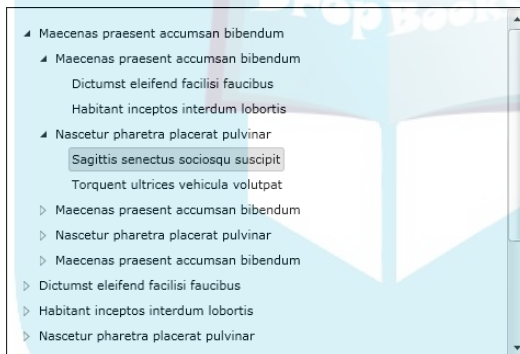 Drop Book
Maecenas praesent accumsan bibendum
Maecenas praesent accumsan bibendum
Dictumst eleifend facilisi faucibus
Habitant inceptos interdum lobortis
Nascetur pharetra placerat pulvinar
Sagittis senectus sociosqu suscipit
Torquent ultrices vehicula volutpat
Maecenas praesent accumsan bibendum
Nascetur pharetra placerat pulvinar
Maecenas praesent accumsan bibendum
Dictumst eleifend facilisi faucibus
Habitant inceptos interdum lobortis
Nascetur pharetra placerat pulvinar